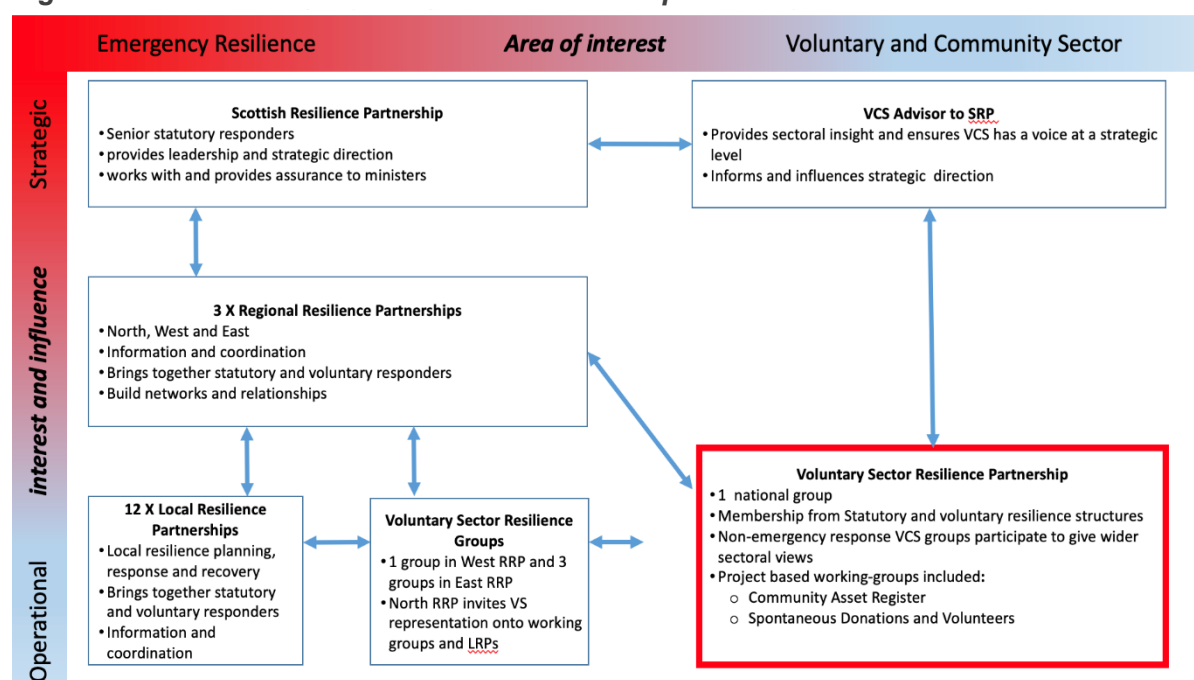 Emergency Resilience
Area of interest
Voluntary and Community Sector
Strategic
interest and influence
Operational
Scottish Resilience Partnership
•Senior statutory responders
•provides leadership and strategic direction
•works with and provides assurance to ministers
VCS Advisor to SRP
•Provides sectoral insight and ensures VCS has a voice at a strategic
level
•Informs and influences strategic direction
3 X Regional Resilience Partnerships
•North, West and East
•Information and coordination
•Brings together statutory and voluntary responders
•Build networks and relationships
12 X Local Resilience
Partnerships
•Local resilience planning,
response and recovery
•Brings together statutory
and voluntary responders
•Information and
coordination
Voluntary Sector Resilience
Groups
•1 group in West RRP and 3
groups in East RRP
•North RRP invites VS
representation onto working
groups and LRPs
Voluntary Sector Resilience Partnership
•1 national group
•Membership from Statutory and voluntary resilience structures
•Non-emergency response VCS groups participate to give wider
sectoral views
•Project based working-groups included:
o Community Asset Register
o Spontaneous Donations and Volunteers